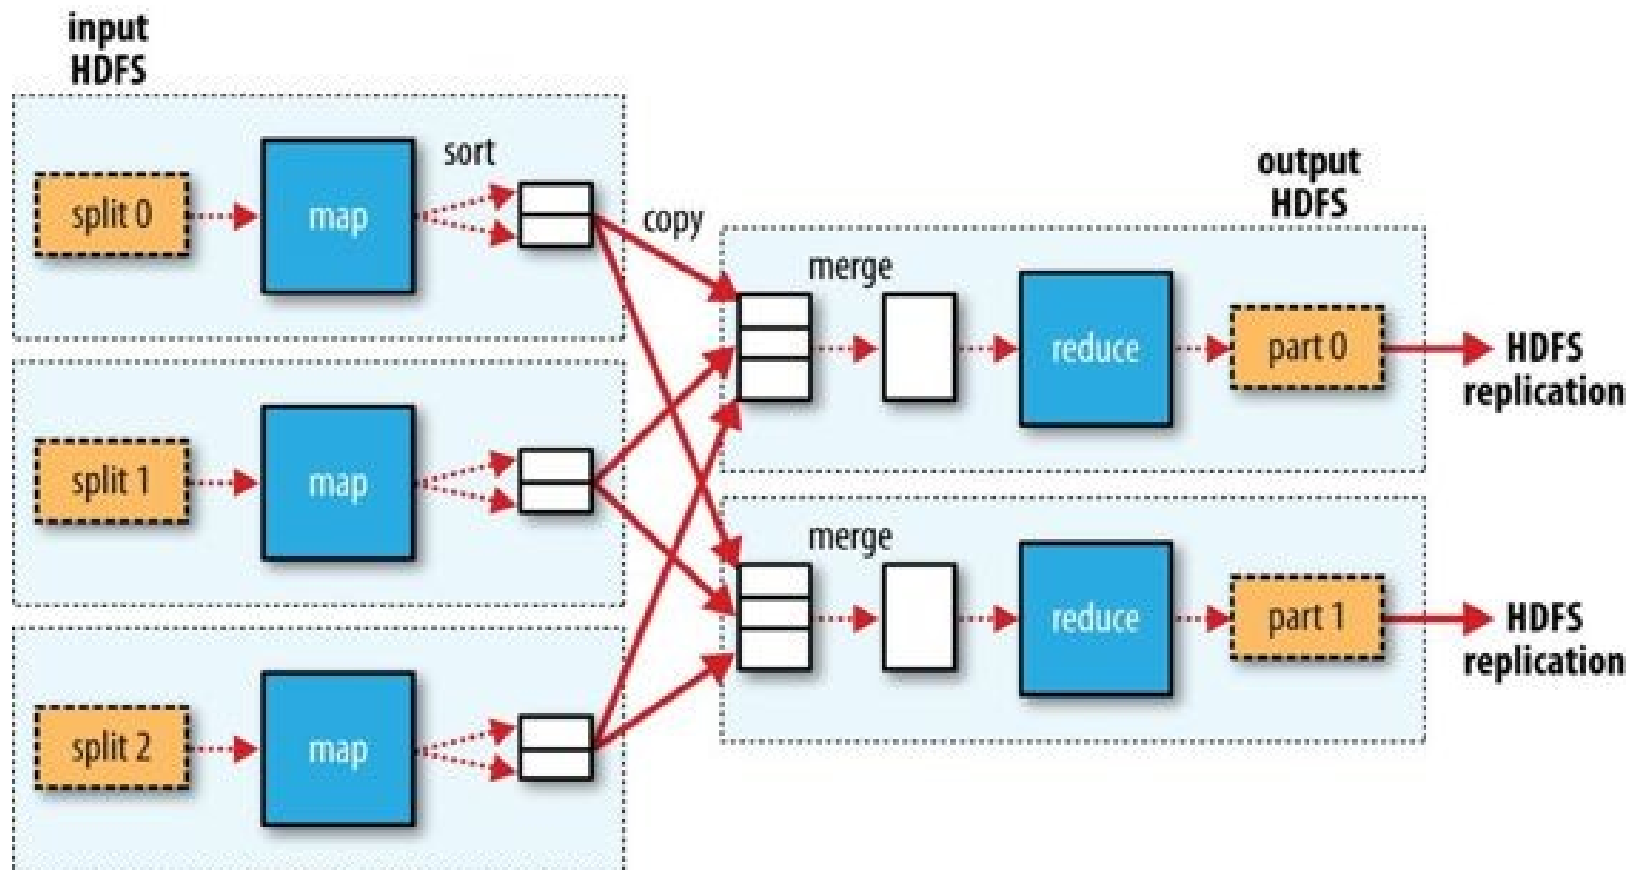 input
HDFS
split 0
map
sort
copy
split 1
map
split 2
map
output
HDFS
merge
reduce
part 0
HDFS
replication
merge
reduce
part 1
HDFS
replication